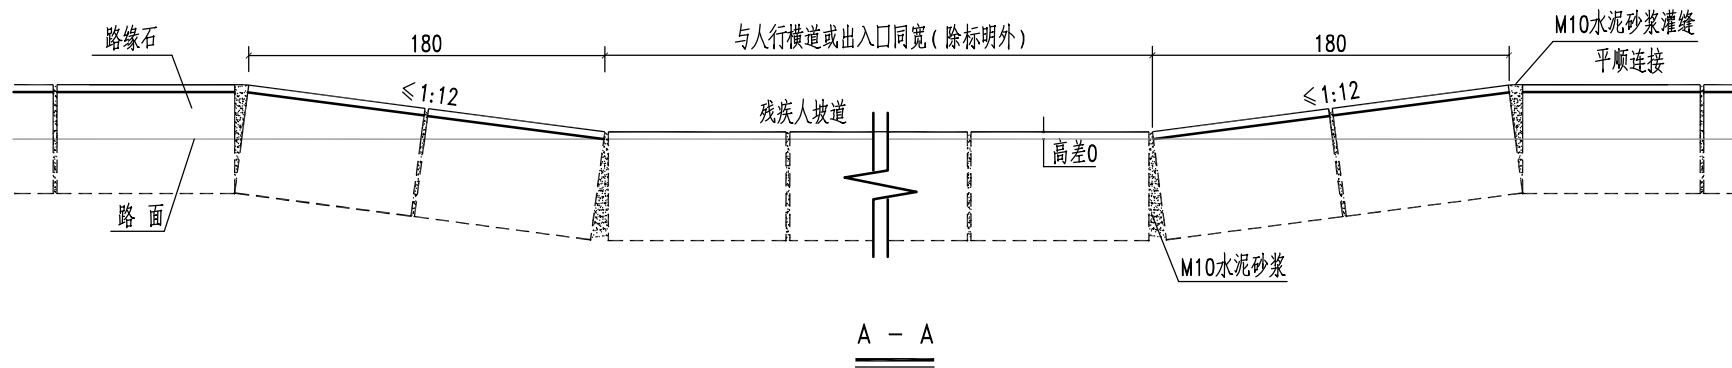 路缘石
180
与人行横道或出入口同宽(除标明外)
180
M10水泥砂浆灌缝
平顺连接
≤1:12
≤1:12
残疾人坡道
高差0
路 面
M10水泥砂浆
A - A